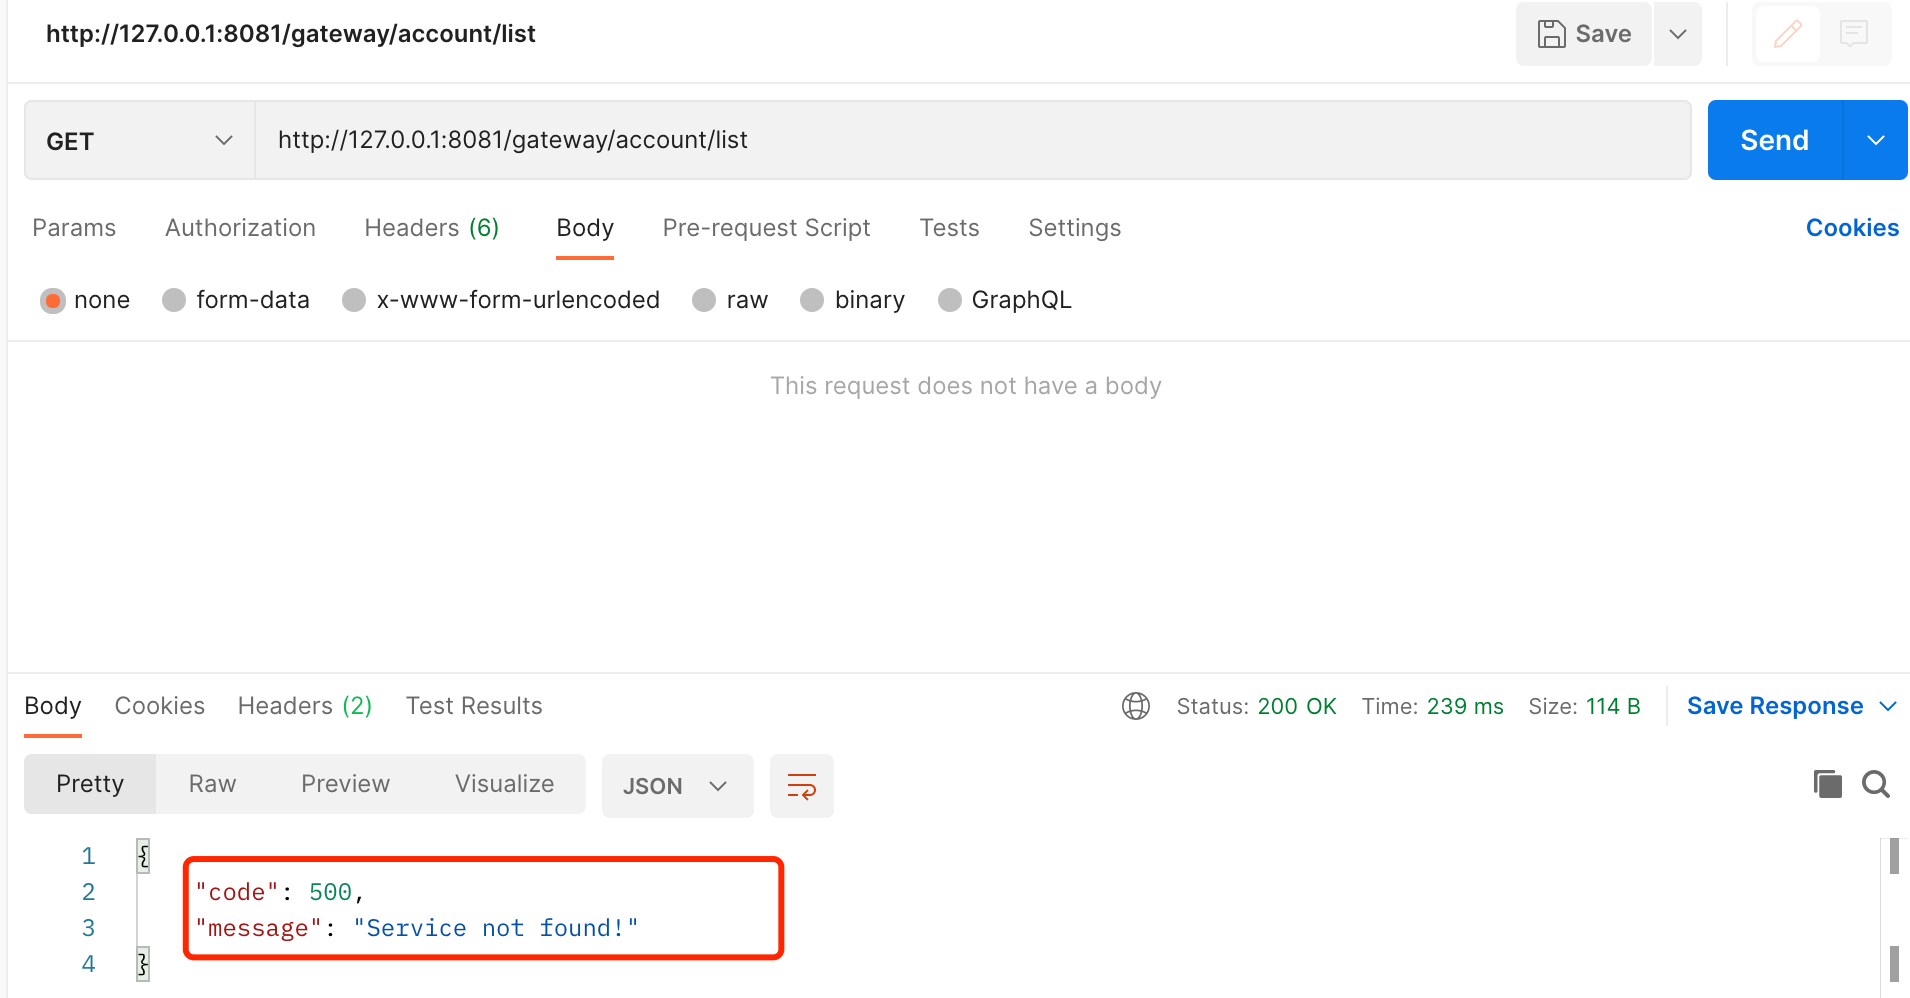 http://127.0.0.1:8081/gateway/account/list
Save
GET
http://127.0.0.1:8081/gateway/account/list
Send
Params Authorization Headers (6) Body Pre-request Script Tests Settings Cookies
none form-data x-www-form-urlencoded raw binary GraphQL
This request does not have a body
Body Cookies Headers (2) Test Results Status: 200 OK Time: 239 ms Size: 114 B Save Response
Pretty Raw Preview Visualize JSON
1 {
2 "code": 500,
3 "message": "Service not found!"
4 }